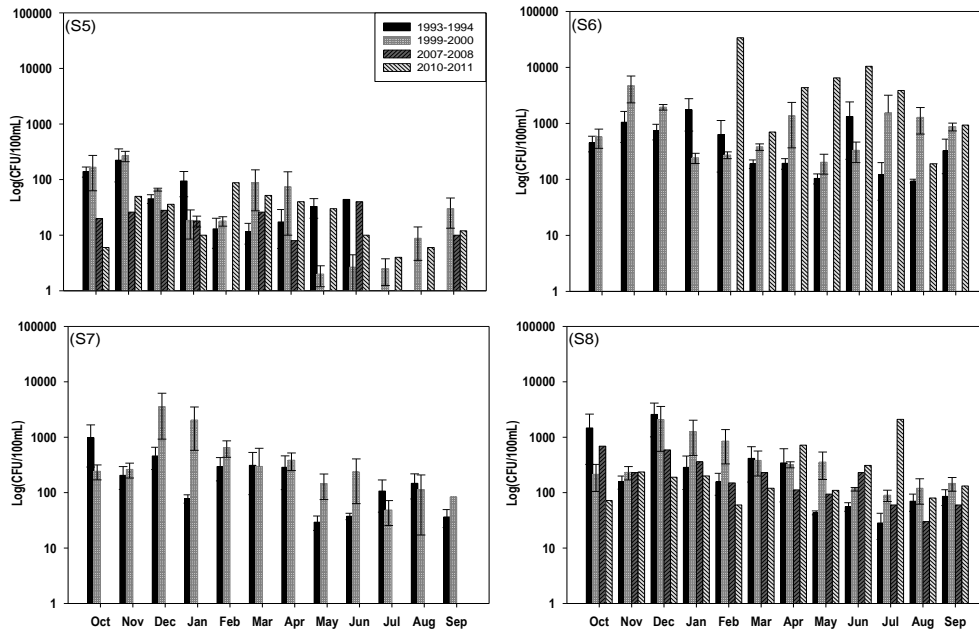 (S5)
1993-1994
1999-2000
2007-2008
2010-2011
Log(CFU/100mL)
100000
10000
1000
100
10
1
(S6)
Log(CFU/100mL)
100000
10000
1000
100
10
1
(S7)
Log(CFU/100mL)
100000
10000
1000
100
10
1
Oct Nov Dec Jan Feb Mar Apr May Jun Jul Aug Sep
(S8)
Log(CFU/100mL)
100000
10000
1000
100
10
1
Oct Nov Dec Jan Feb Mar Apr May Jun Jul Aug Sep